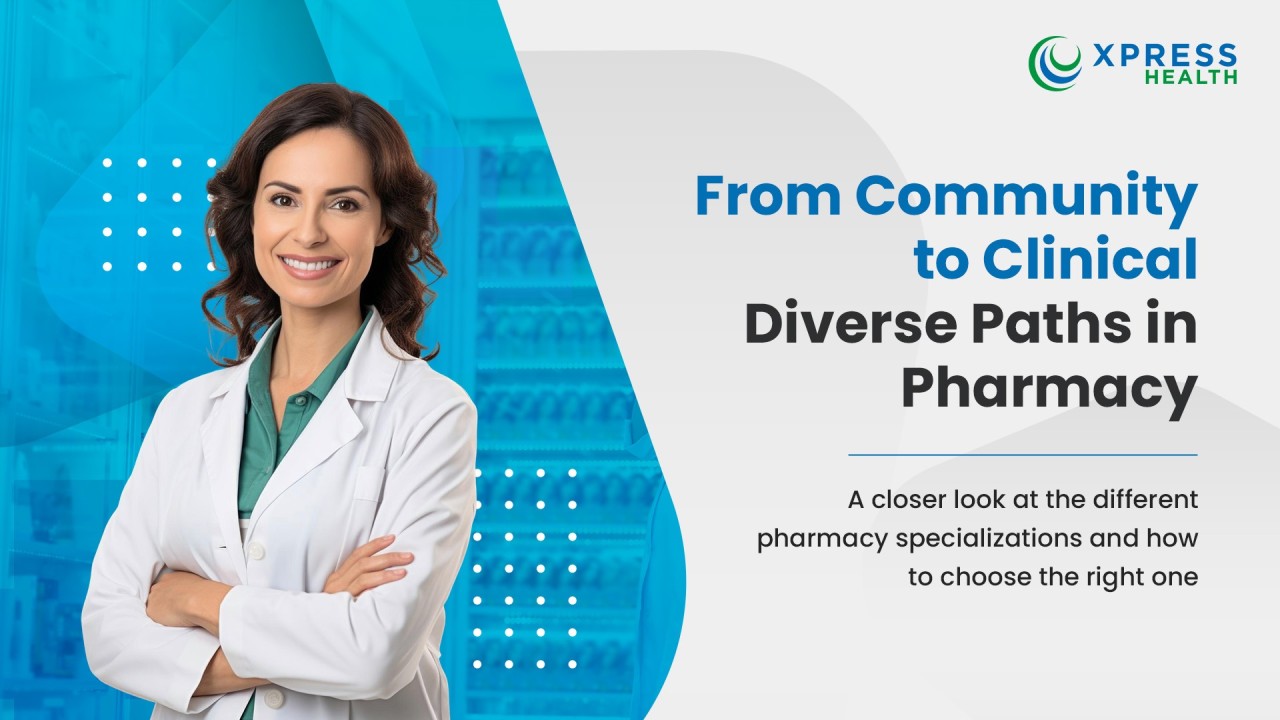 XPRESS
HEALTH
From Community
to Clinical
Diverse Paths in
Pharmacy
A closer look at the different
pharmacy specializations and how
to choose the right one